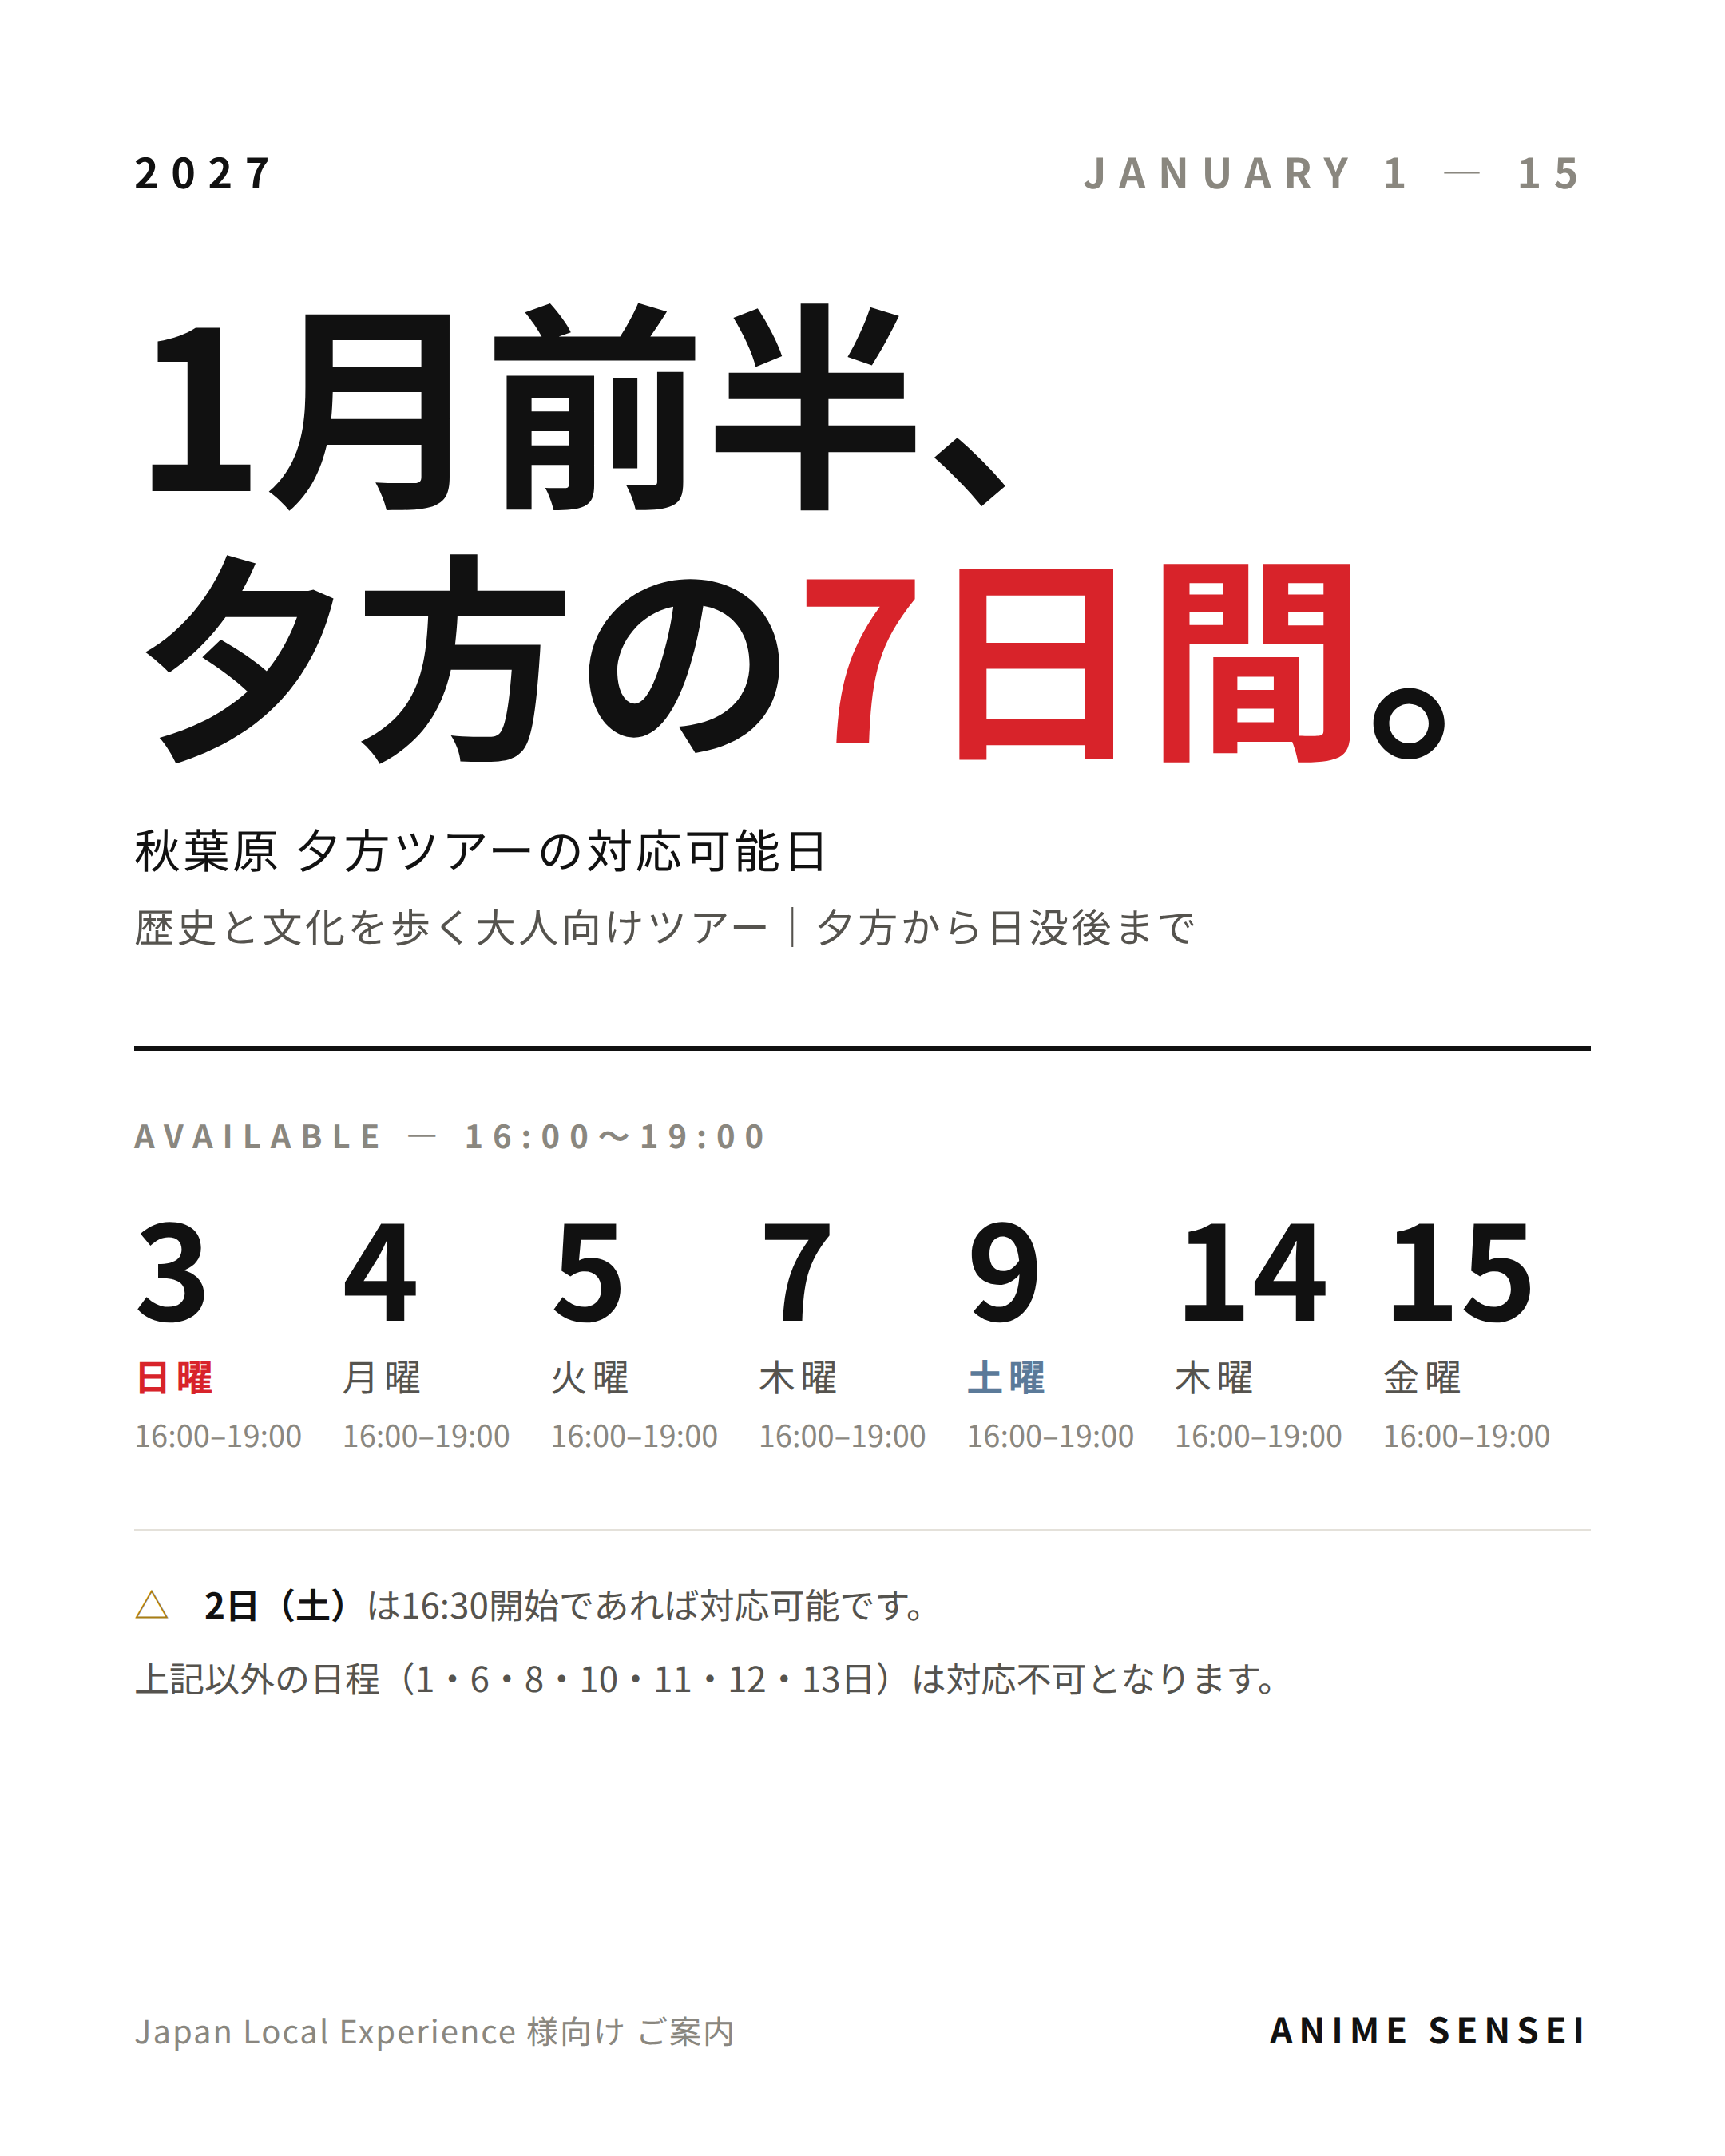 2027 JANUARY 1 — 15
1月前半、
夕方の7日間。
秋葉原 夕方ツアーの対応可能日
歴史と文化を歩く大人向けツアー｜夕方から日没後まで
AVAILABLE — 16:00〜19:00
3 4 5 7 9 14 15
日曜 月曜 火曜 木曜 土曜 木曜 金曜
16:00–19:00 16:00–19:00 16:00–19:00 16:00–19:00 16:00–19:00 16:00–19:00 16:00–19:00
△ 2日（土）は16:30開始であれば対応可能です。
上記以外の日程（1・6・8・10・11・12・13日）は対応不可となります。
Japan Local Experience 様向け ご案内 ANIME SENSEI